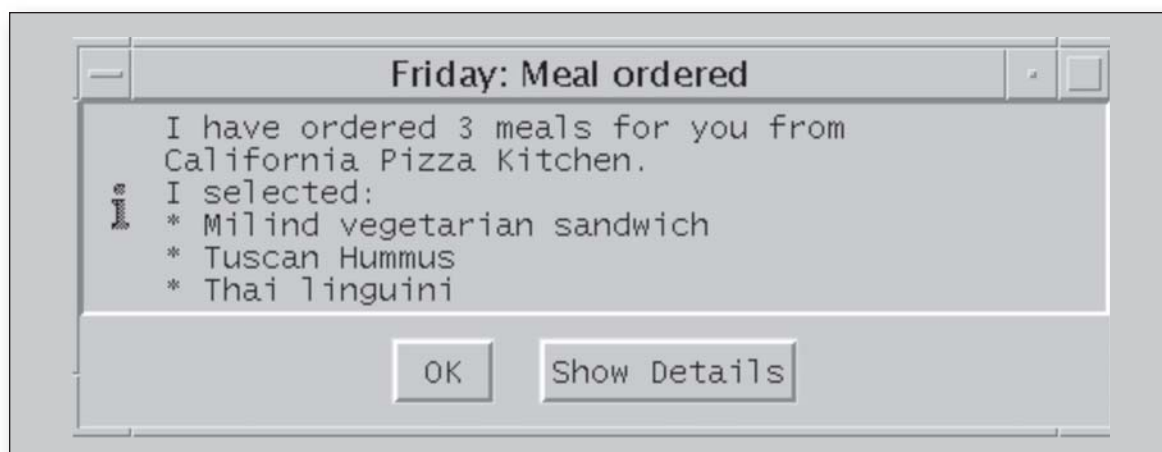 Friday: Meal ordered
I have ordered 3 meals for you from
California Pizza Kitchen.
I selected:
* Milind vegetarian sandwich
* Tuscan Hummus
* Thai linguini
OK
Show Details